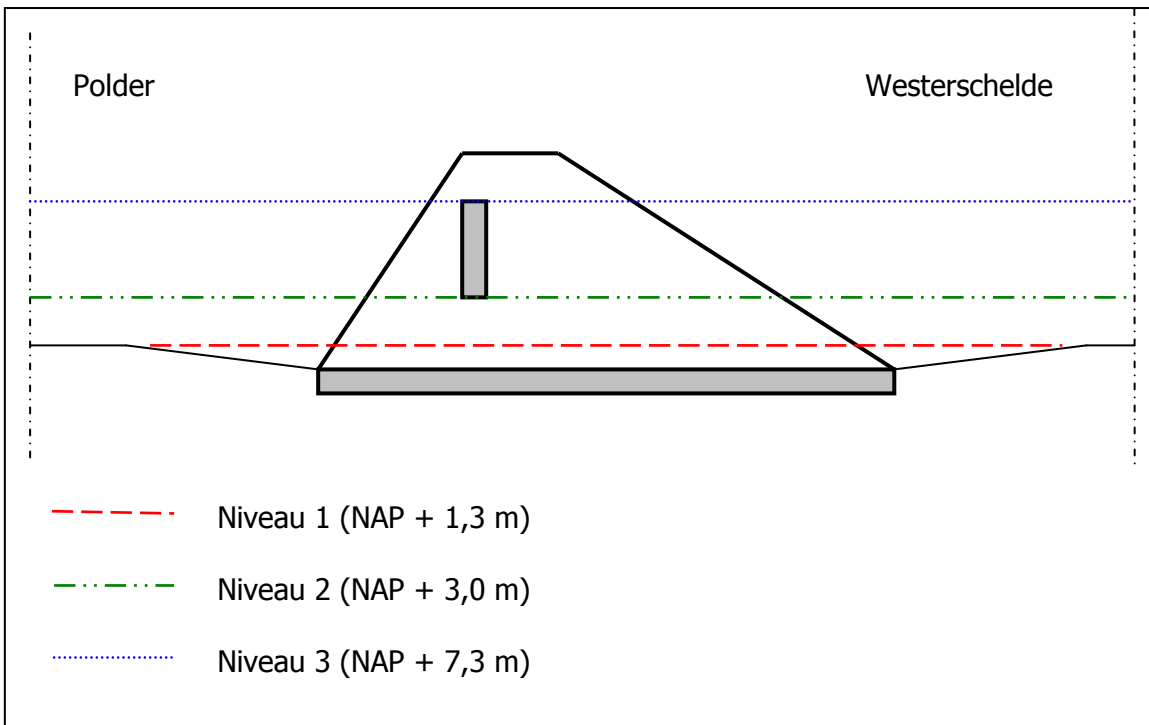 Polder
Westerschelde
Niveau 1 (NAP + 1,3 m)
Niveau 2 (NAP + 3,0 m)
Niveau 3 (NAP + 7,3 m)